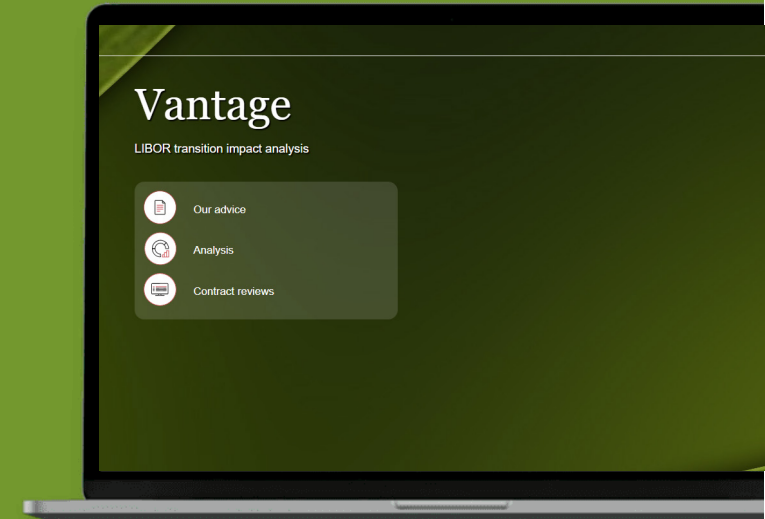 Vantage
LIBOR transition impact analysis
Our advice
Analysis
Contract reviews